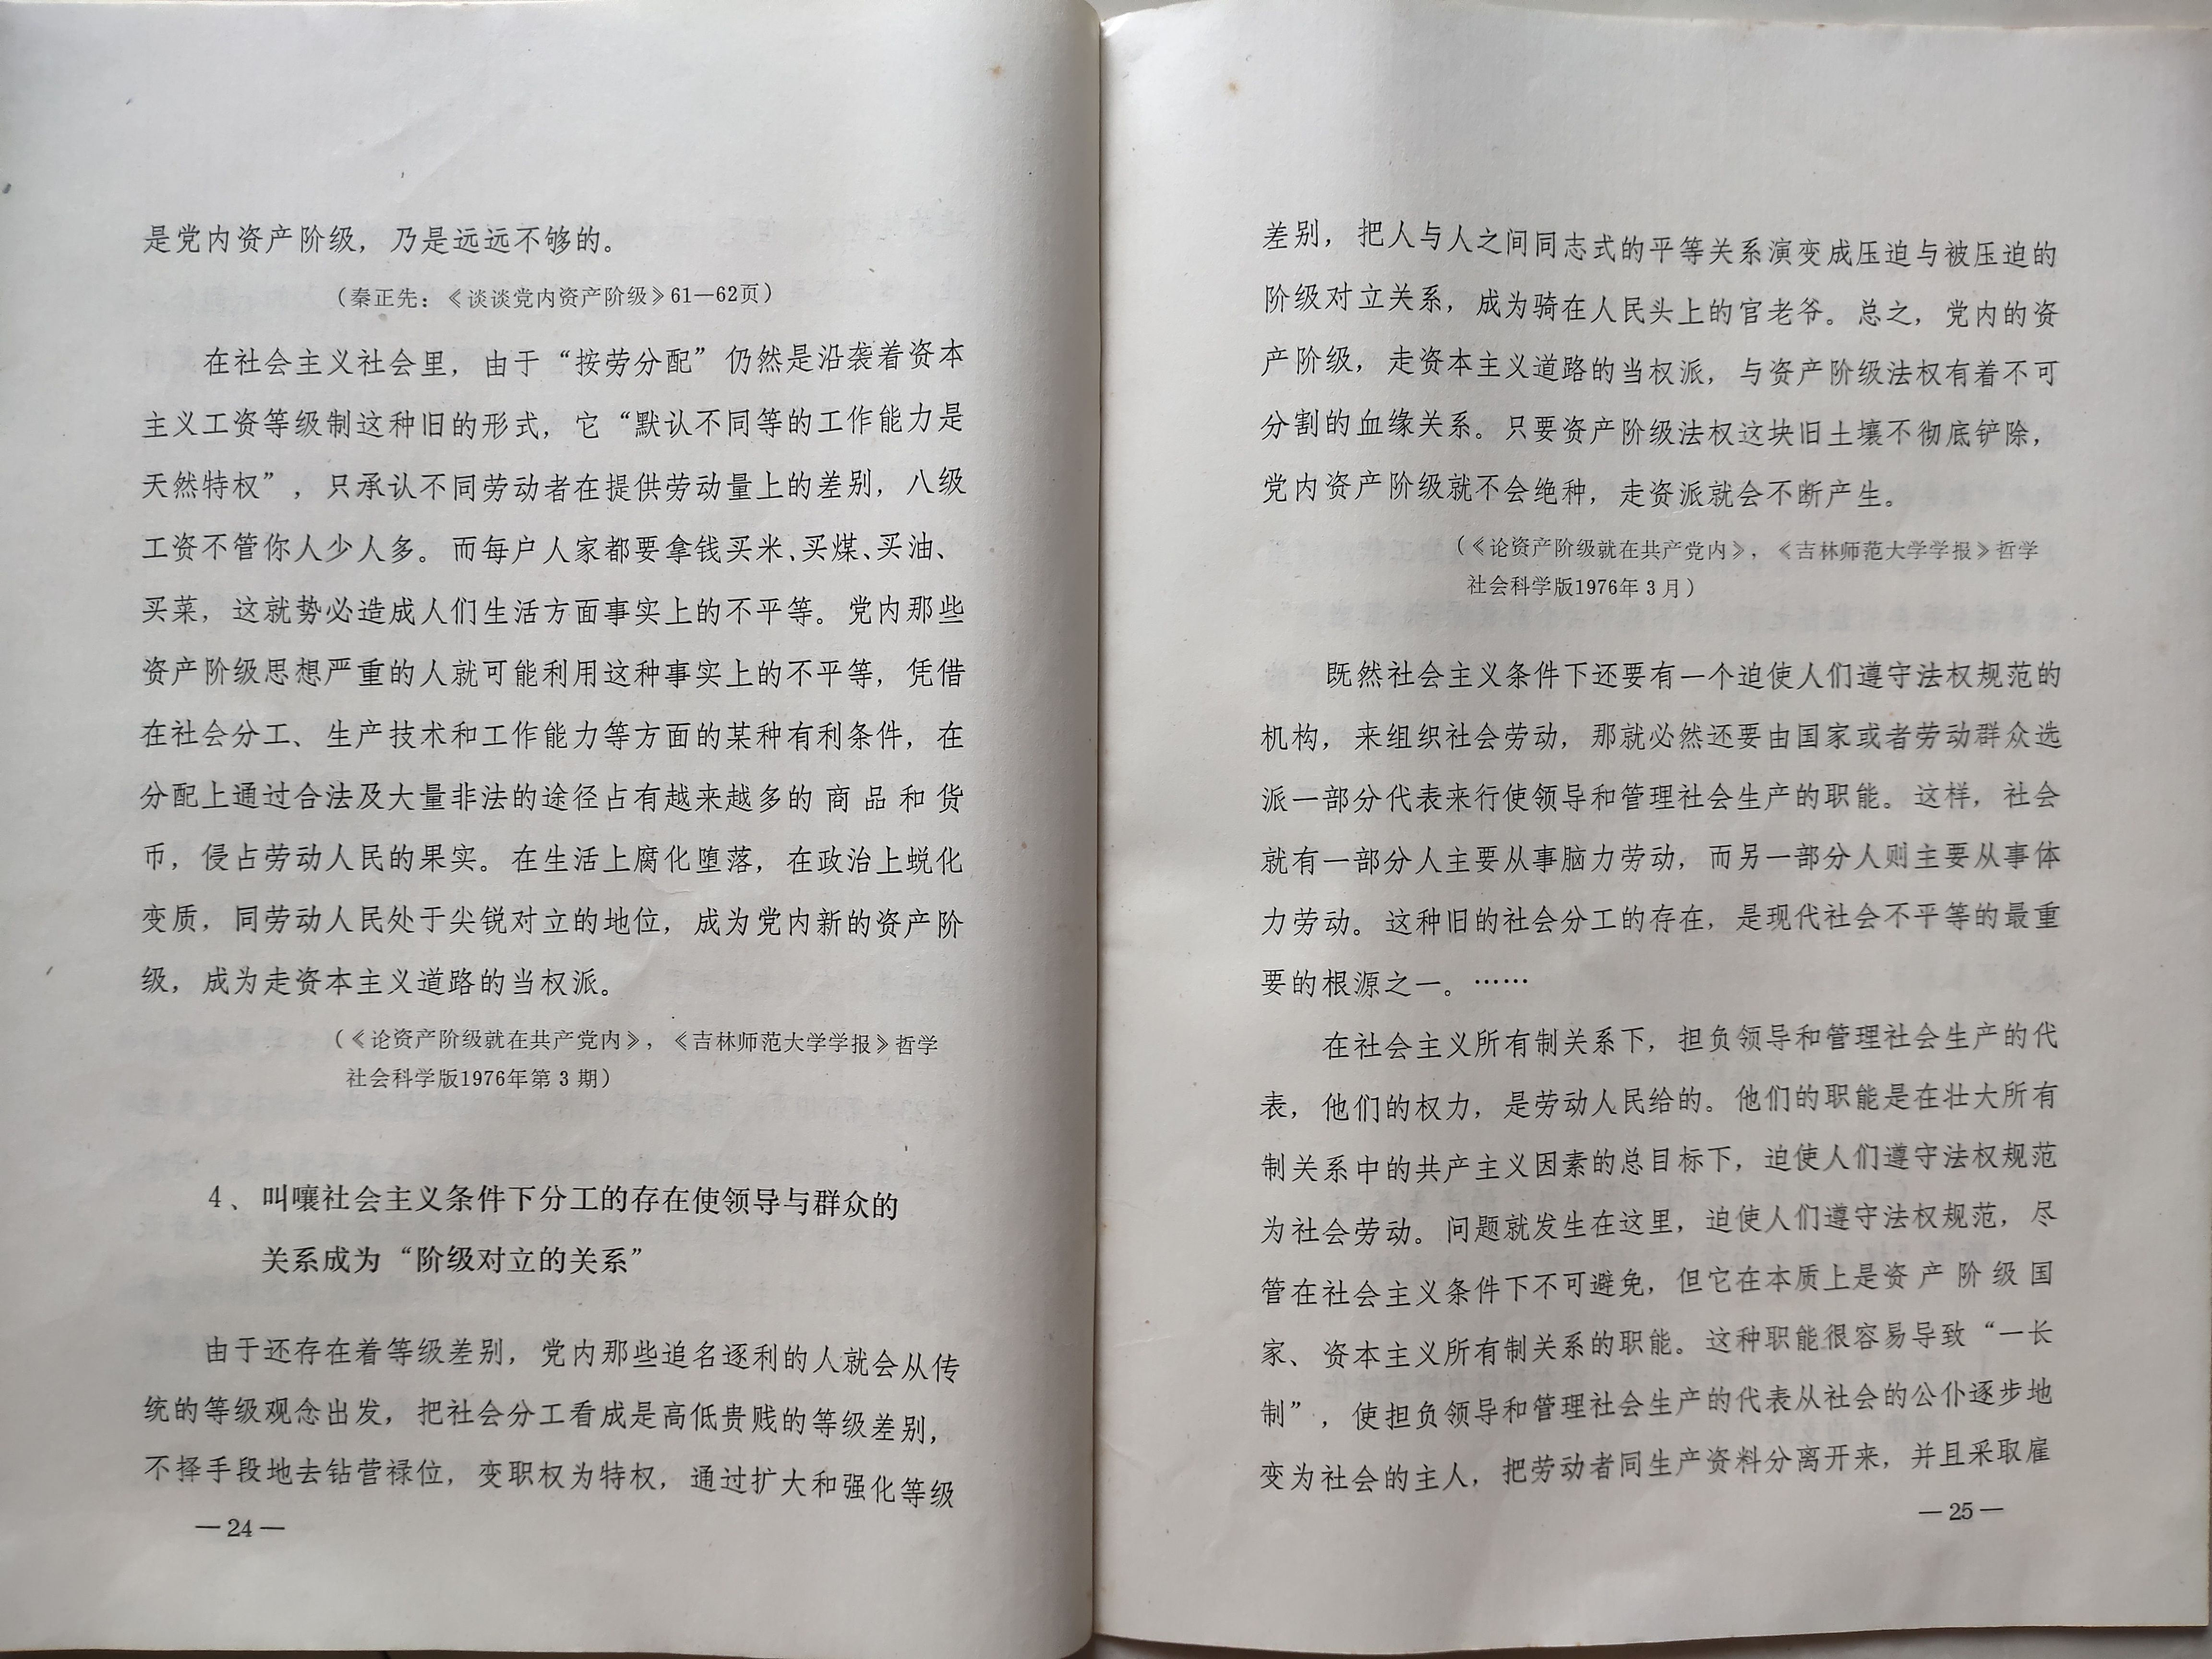 是党内资产阶级，乃是远远不够的。
（秦正先：《谈谈党内资产阶级》61—62页）
在社会主义社会里，由于“按劳分配”仍然是沿袭着资本
主义工资等级制这种旧的形式，它“默认不同等的工作能力是
天然特权”，只承认不同劳动者在提供劳动量上的差别，八级
工资不管你人少人多。而每户人家都要拿钱买米、买煤、买油、
买菜，这就势必造成人们生活方面事实上的不平等。党内那些
资产阶级思想严重的人就可能利用这种事实上的不平等，凭借
在社会分工、生产技术和工作能力等方面的某种有利条件，在
分配上通过合法及大量非法的途径占有越来越多的商品和货
币，侵占劳动人民的果实。在生活上腐化堕落，在政治上蜕化
变质，同劳动人民处于尖锐对立的地位，成为党内新的资产阶
级，成为走资本主义道路的当权派。
（《论资产阶级就在共产党内》，《吉林师范大学学报》哲学
社会科学版1976年第3期）
4、叫嚷社会主义条件下分工的存在使领导与群众的
关系成为“阶级对立的关系”
由于还存在着等级差别，党内那些追名逐利的人就会从传
统的等级观念出发，把社会分工看成是高低贵贱的等级差别，
不择手段地去钻营禄位，变职权为特权，通过扩大和强化等级
—24—
差别，把人与人之间同志式的平等关系演变成压迫与被压迫的
阶级对立关系，成为骑在人民头上的官老爷。总之，党内的资
产阶级，走资本主义道路的当权派，与资产阶级法权有着不可
分割的血缘关系。只要资产阶级法权这块旧土壤不彻底铲除，
党内资产阶级就不会绝种，走资派就会不断产生。
（《论资产阶级就在共产党内》，《吉林师范大学学报》哲学
社会科学版1976年3月）
既然社会主义条件下还要有一个迫使人们遵守法权规范的
机构，来组织社会劳动，那就必然还要由国家或者劳动群众选
派一部分代表来行使领导和管理社会生产的职能。这样，社会
就有一部分人主要从事脑力劳动，而另一部分人则主要从事体
力劳动。这种旧的社会分工的存在，是现代社会不平等的最重
要的根源之一。……
在社会主义所有制关系下，担负领导和管理社会生产的代
表，他们的权力，是劳动人民给的。他们的职能是在壮大所有
制关系中的共产主义因素的总目标下，迫使人们遵守法权规范
为社会劳动。问题就发生在这里，迫使人们遵守法权规范，尽
管在社会主义条件下不可避免，但它在本质上是资产阶级国
家、资本主义所有制关系的职能。这种职能很容易导致“一长
制”，使担负领导和管理社会生产的代表从社会的公仆逐步地
变为社会的主人，把劳动者同生产资料分离开来，并且采取雇
—25—